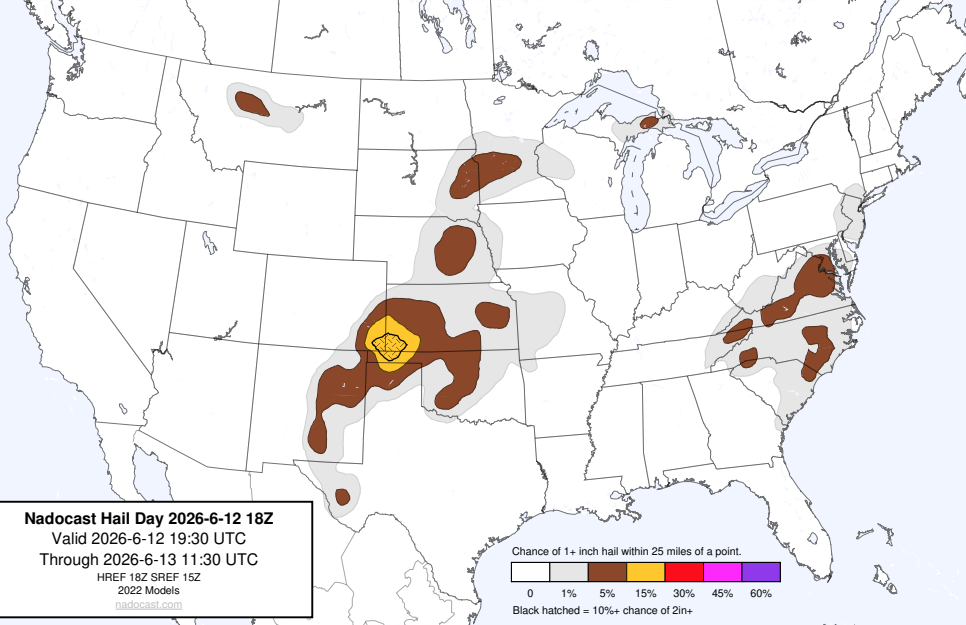 Nadocast Hail Day 2026-6-12 18Z
Valid 2026-6-12 19:30 UTC
Through 2026-6-13 11:30 UTC
HREF 18Z SREF 15Z
2022 Models
nadocast.com
Chance of 1+ inch hail within 25 miles of a point.
0 1% 5% 15% 30% 45% 60%
Black hatched = 10%+ chance of 2in+